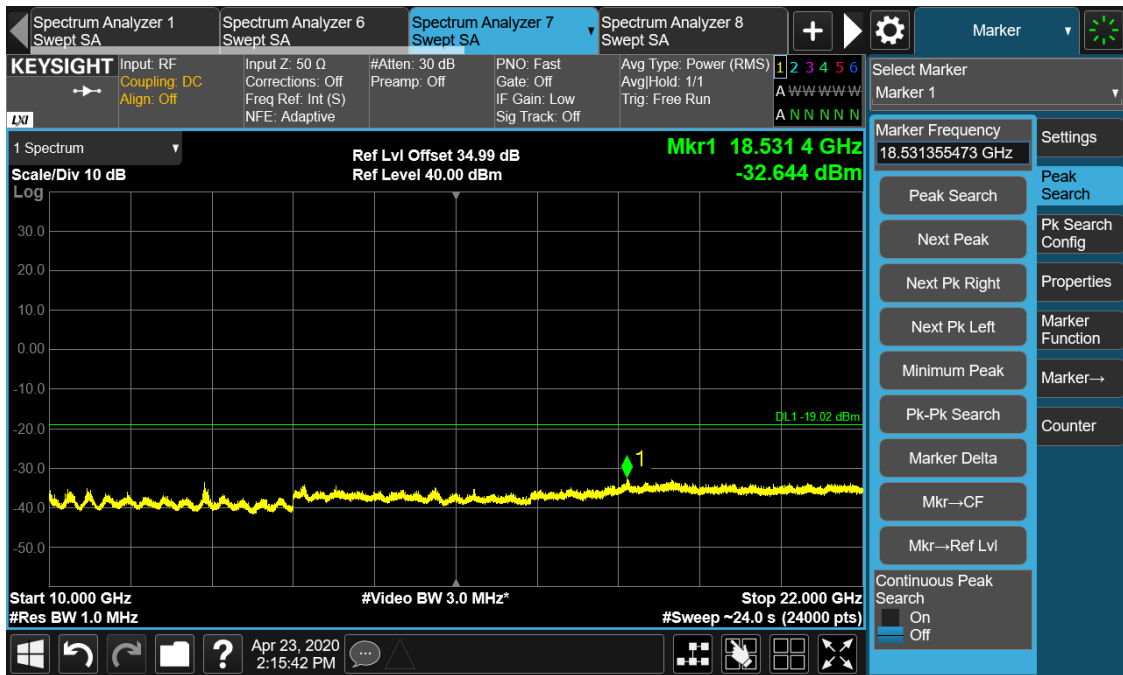 Spectrum Analyzer 1
Swept SA
Spectrum Analyzer 6
Swept SA
Spectrum Analyzer 7
Swept SA
Spectrum Analyzer 8
Swept SA
Marker
KEYSIGHT
LXI
Input: RF
Coupling: DC
Align: Off
Input Z: 50 Ω
Corrections: Off
Freq Ref: Int (S)
NFE: Adaptive
#Atten: 30 dB
Preamp: Off
PNO: Fast
Gate: Off
IF Gain: Low
Sig Track: Off
Avg Type: Power (RMS)
Avg|Hold: 1/1
Trig: Free Run
1 2 3 4 5 6
A W W W W W
A N N N N N
Select Marker
Marker 1
1 Spectrum
Scale/Div 10 dB
Ref Lvl Offset 34.99 dB
Ref Level 40.00 dBm
Mkr1 18.531 4 GHz
-32.644 dBm
Log
30.0
20.0
10.0
0.00
-10.0
-20.0
-30.0
-40.0
-50.0
DL1 -19.02 dBm
1
Start 10.000 GHz
#Res BW 1.0 MHz
#Video BW 3.0 MHz*
Stop 22.000 GHz
#Sweep ~24.0 s (24000 pts)
Marker Frequency
18.531355473 GHz
Peak Search
Next Peak
Next Pk Right
Next Pk Left
Minimum Peak
Pk-Pk Search
Marker Delta
Mkr→CF
Mkr→Ref Lvl
Continuous Peak
Search
On
Off
Settings
Peak
Search
Pk Search
Config
Properties
Marker
Function
Marker→
Counter
?
Apr 23, 2020
2:15:42 PM